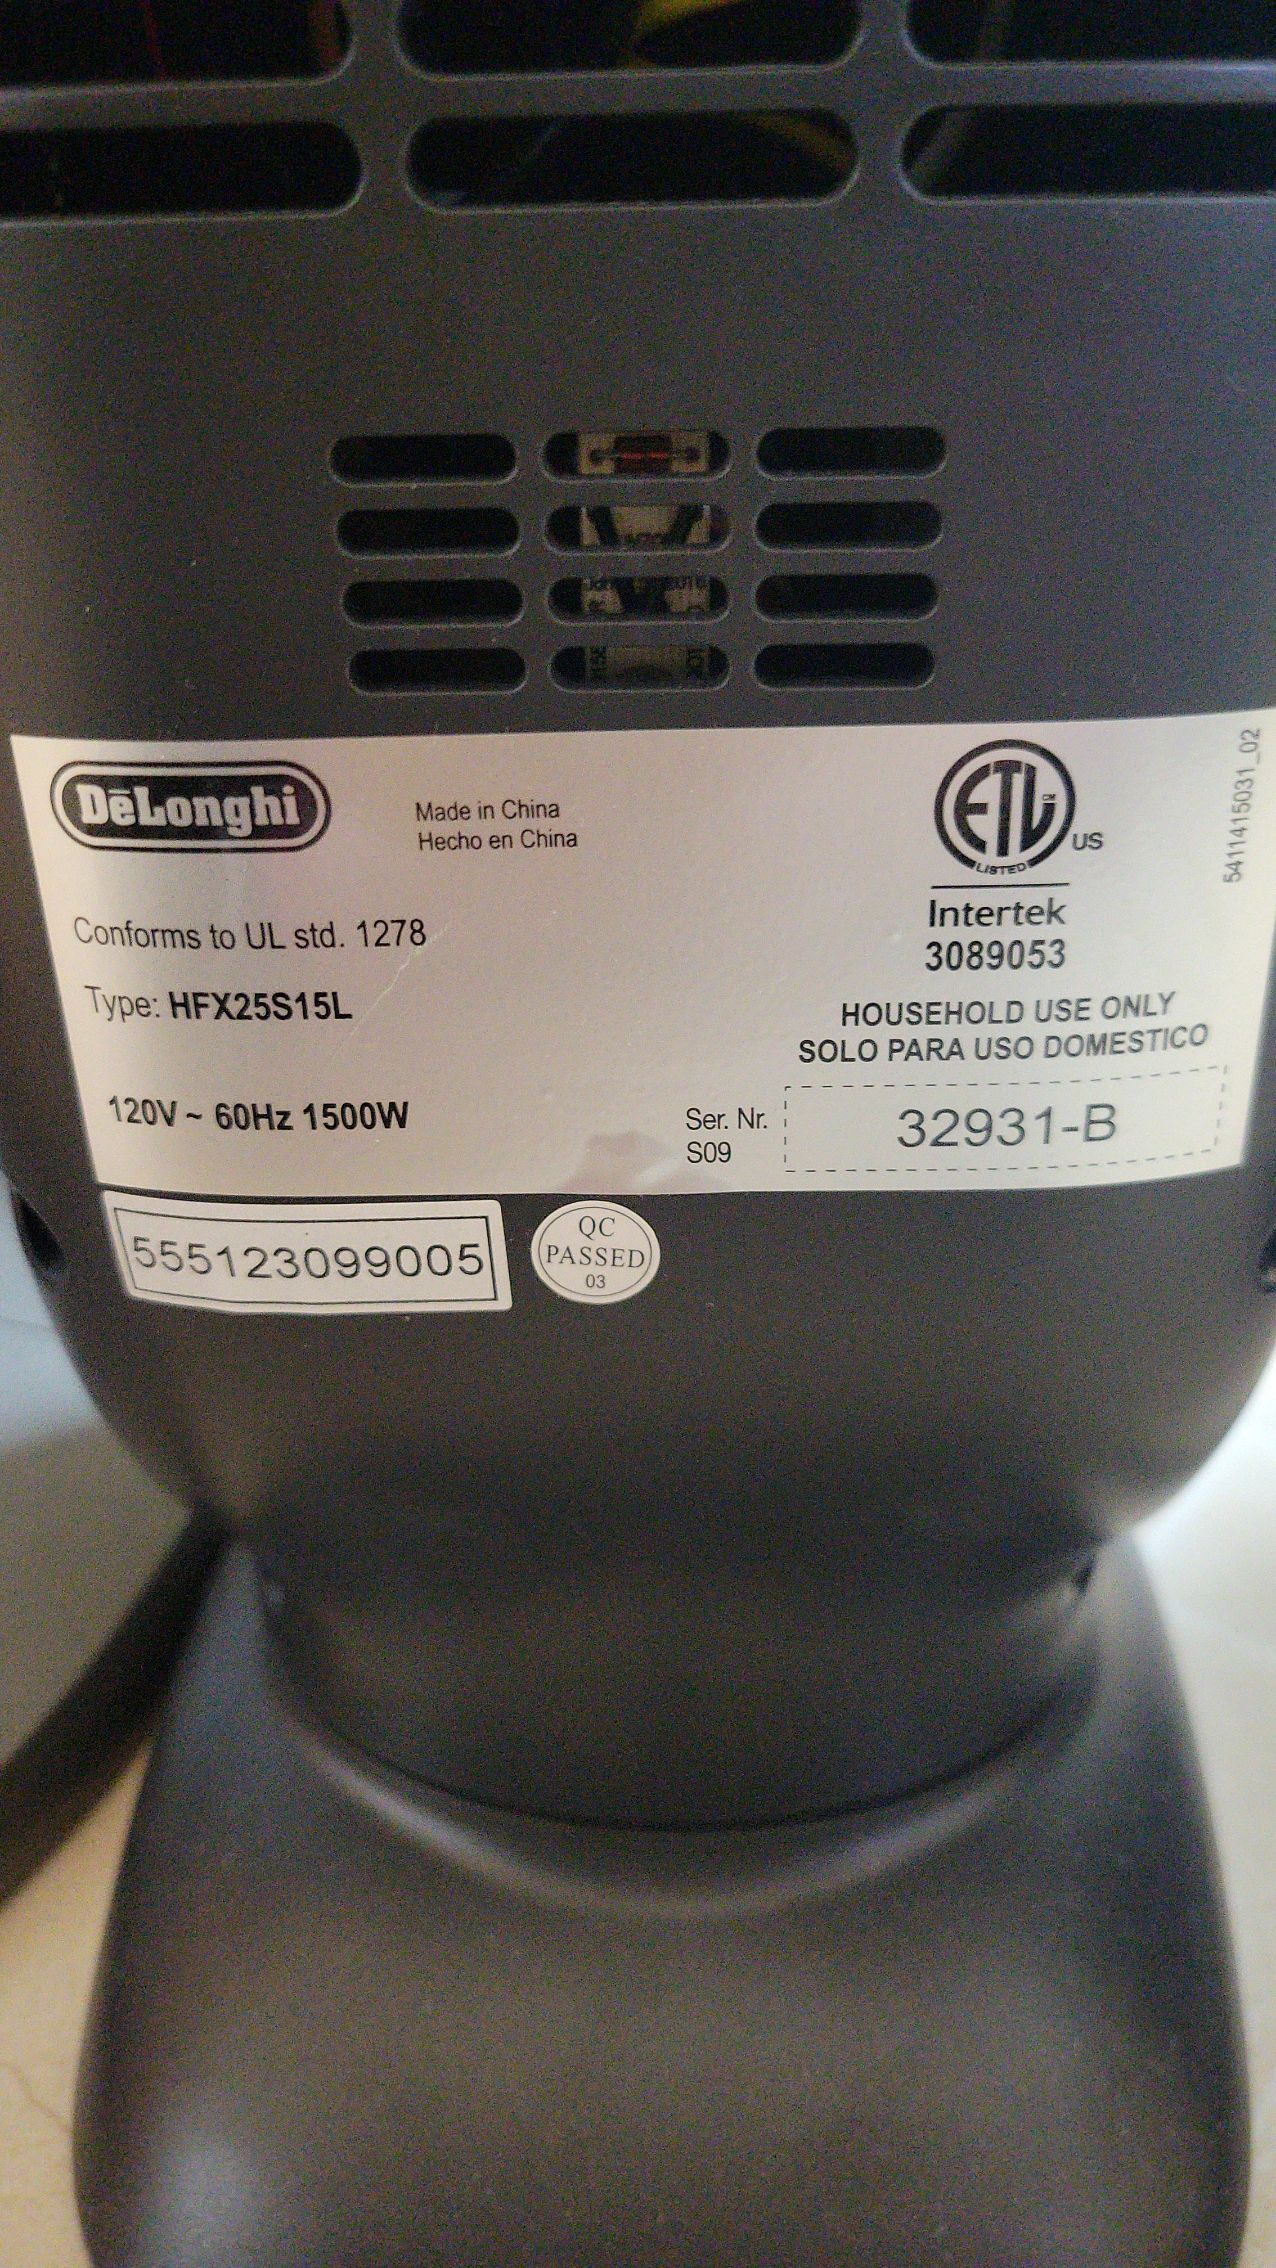 DēLonghi
Made in China
Hecho en China
ETL CM
LISTED
US
Intertek
3089053
5411415031_02
Conforms to UL std. 1278
Type: HFX25S15L
HOUSEHOLD USE ONLY
SOLO PARA USO DOMESTICO
120V ~ 60Hz 1500W
Ser. Nr.
S09
32931-B
555123099005
QC
PASSED
03